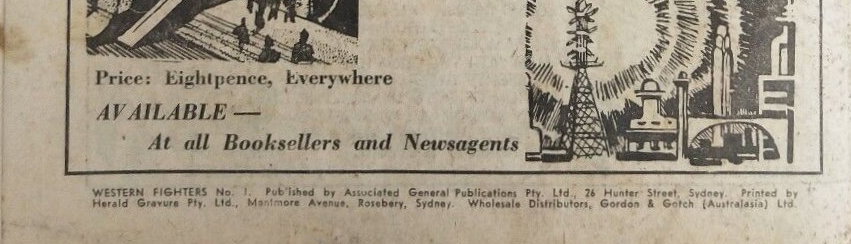 Price: Eightpence, Everywhere
AVAILABLE —
At all Booksellers and Newsagents
WESTERN FIGHTERS No. 1. Published by Associated General Publications Pty. Ltd., 26 Hunter Street, Sydney. Printed by
Herald Gravure Pty. Ltd., Mentmore Avenue, Rosebery, Sydney. Wholesale Distributors, Gordon & Gotch (Australasia) Ltd.